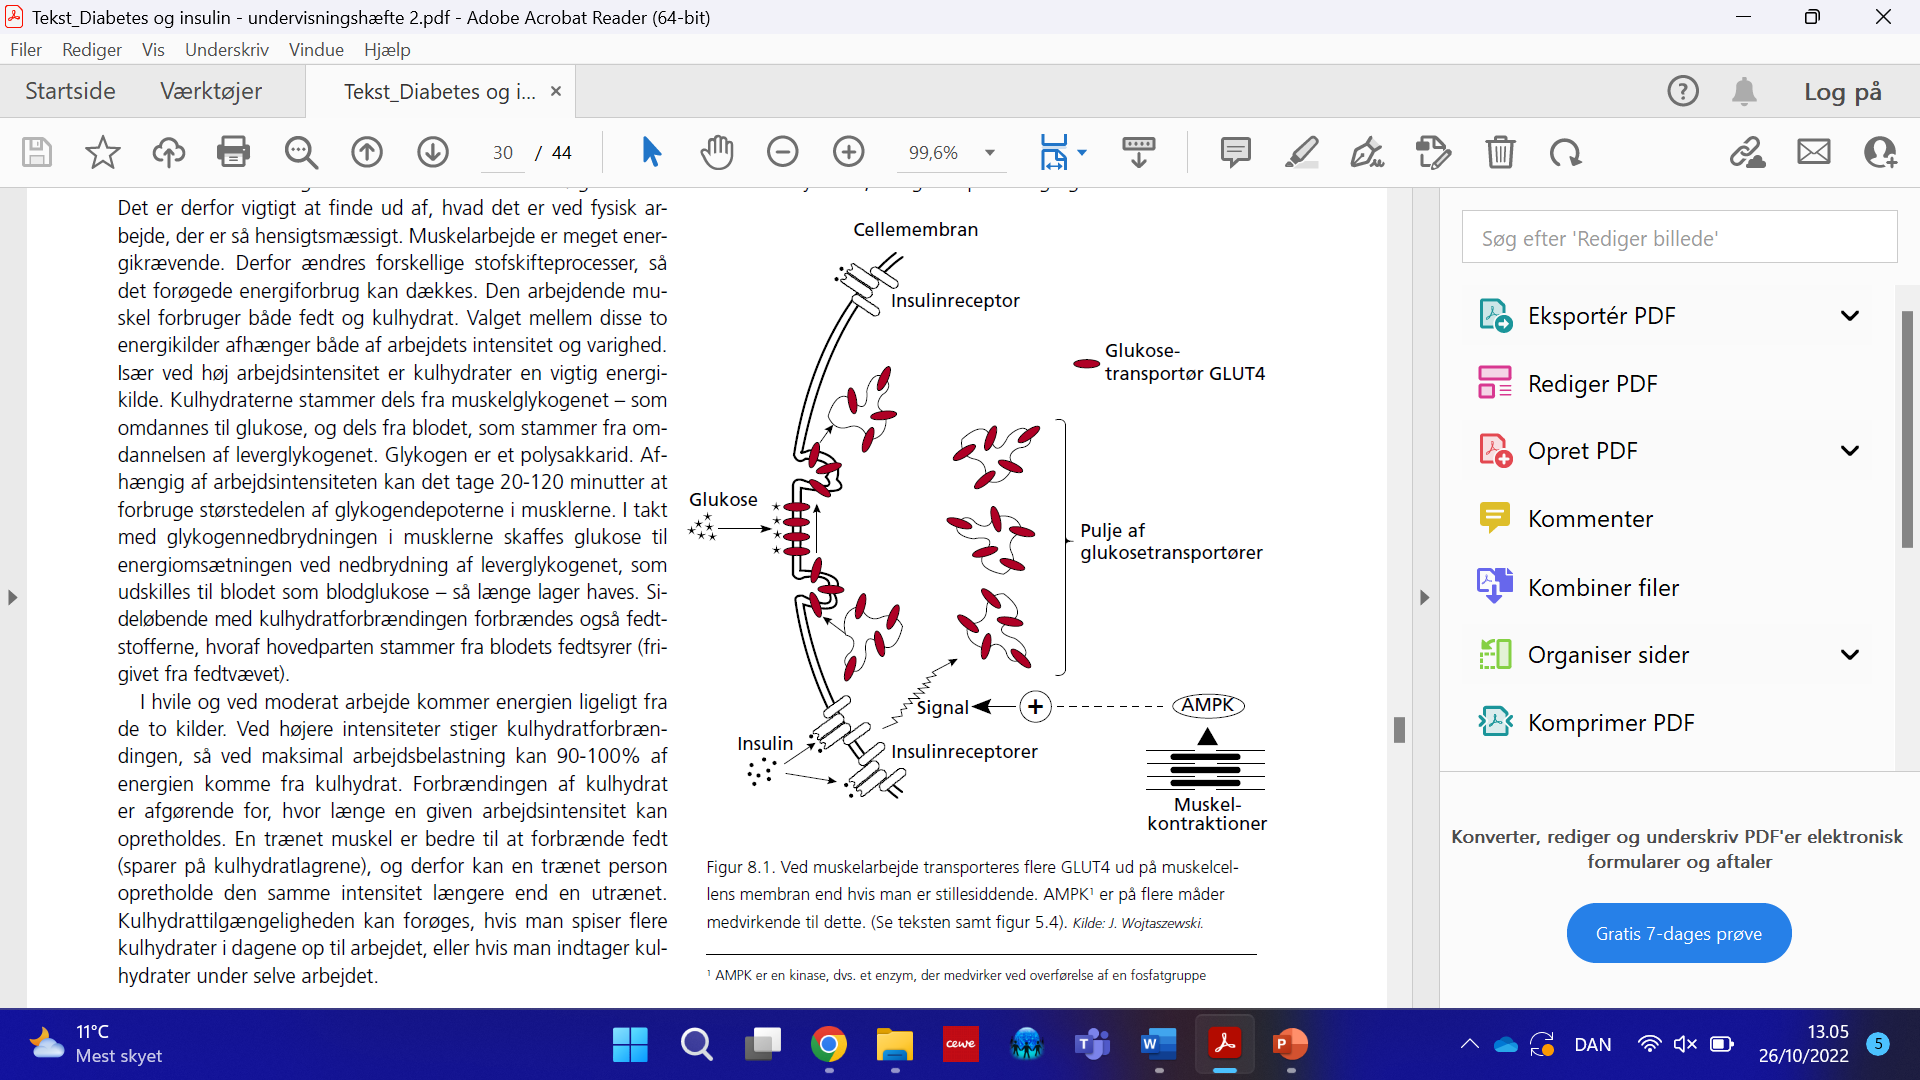 Tekst_Diabetes og insulin - undervisningshæfte 2.pdf - Adobe Acrobat Reader (64-bit)
Filer Rediger Vis Underskriv Vindue Hjælp
Startside Værktøjer Tekst_Diabetes og i... × ? Log på
30 / 44 99,6%
Det er derfor vigtigt at finde ud af, hvad det er ved fysisk ar-
bejde, der er så hensigtsmæssigt. Muskelarbejde er meget ener-
gikrævende. Derfor ændres forskellige stofskifteprocesser, så
det forøgede energiforbrug kan dækkes. Den arbejdende mu-
skel forbruger både fedt og kulhydrat. Valget mellem disse to
energikilder afhænger både af arbejdets intensitet og varighed.
Især ved høj arbejdsintensitet er kulhydrater en vigtig energi-
kilde. Kulhydraterne stammer dels fra muskelglykogenet – som
omdannes til glukose, og dels fra blodet, som stammer fra om-
dannelsen af leverglykogenet. Glykogen er et polysakkarid. Af-
hængig af arbejdsintensiteten kan det tage 20-120 minutter at
forbruge størstedelen af glykogendepoterne i musklerne. I takt
med glykogennedbrydningen i musklerne skaffes glukose til
energiomsætningen ved nedbrydning af leverglykogenet, som
udskilles til blodet som blodglukose – så længe lager haves. Si-
deløbende med kulhydratforbrændingen forbrændes også fedt-
stofferne, hvoraf hovedparten stammer fra blodets fedtsyrer (fri-
givet fra fedtvævet).
I hvile og ved moderat arbejde kommer energien ligeligt fra
de to kilder. Ved højere intensiteter stiger kulhydratforbræn-
dingen, så ved maksimal arbejdsbelastning kan 90-100% af
energien komme fra kulhydrat. Forbrændingen af kulhydrat
er afgørende for, hvor længe en given arbejdsintensitet kan
opretholdes. En trænet muskel er bedre til at forbrænde fedt
(sparer på kulhydratlagrene), og derfor kan en trænet person
opretholde den samme intensitet længere end en utrænet.
Kulhydrattilgængeligheden kan forøges, hvis man spiser flere
kulhydrater i dagene op til arbejdet, eller hvis man indtager kul-
hydrater under selve arbejdet.
Cellemembran
Insulinreceptor
Glukose-
transportør GLUT4
Glukose
Pulje af
glukosetransportører
Signal + AMPK
Insulin
Insulinreceptorer
Muskel-
kontraktioner
Figur 8.1. Ved muskelarbejde transporteres flere GLUT4 ud på muskelcel-
lens membran end hvis man er stillesiddende. AMPK¹ er på flere måder
medvirkende til dette. (Se teksten samt figur 5.4). Kilde: J. Wojtaszewski.
¹ AMPK er en kinase, dvs. et enzym, der medvirker ved overførelse af en fosfatgruppe
Søg efter 'Rediger billede'
Eksportér PDF
Rediger PDF
Opret PDF
Kommenter
Kombiner filer
Organiser sider
Komprimer PDF
Konverter, rediger og underskriv PDF'er elektronisk
formularer og aftaler
Gratis 7-dages prøve
11°C
Mest skyet
cewe
T
W
P
DAN
13.05
26/10/2022
5